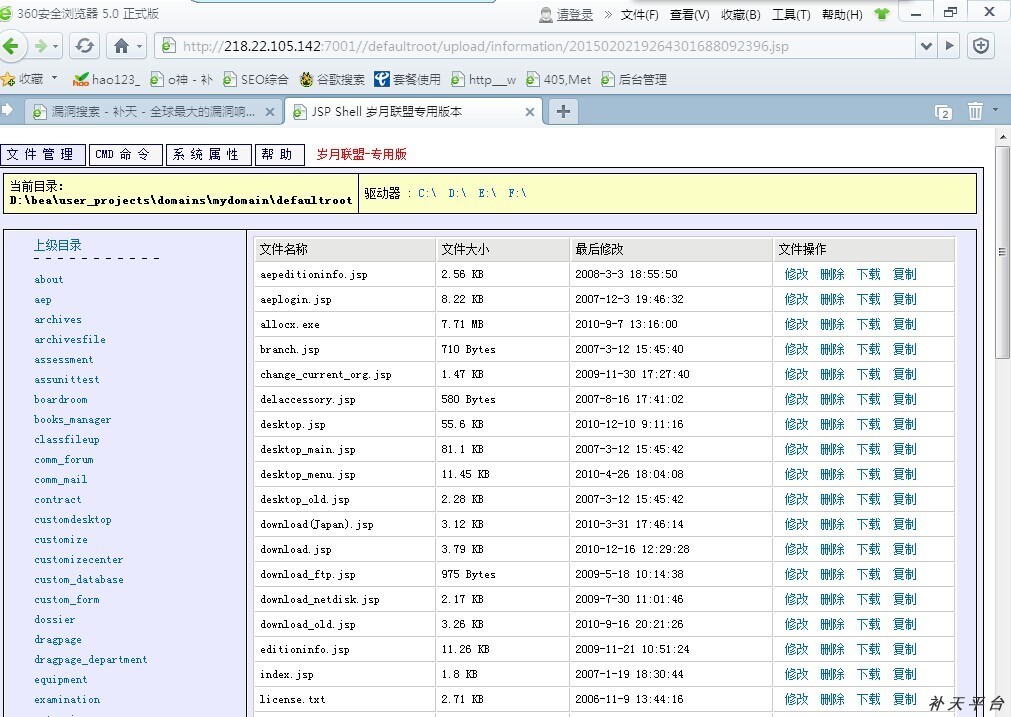 360安全浏览器 5.0 正式版
请登录 » 文件(F) 查看(V) 收藏(B) 工具(T) 帮助(H)
http://218.22.105.142:7001//defaultroot/upload/information/2015020219264301688092396.jsp
收藏 hao123_ o神 - 补 SEO综合 谷歌搜索 套餐使用 http___w 405,Met 后台管理
漏洞搜索 - 补天 - 全球最大的漏洞响... JSP Shell 岁月联盟专用版本
2
文件管理 CMD 命令 系统属性 帮助 岁月联盟-专用版
当前目录:
D:\bea\user_projects\domains\mydomain\defaultroot
驱动器 : C:\ D:\ E:\ F:\
上级目录
- - - - - - - - - - - -
about
aep
archives
archivesfile
assessment
assunittest
boardroom
books_manager
classfileup
comm_forum
comm_mail
contract
customdesktop
customize
customizecenter
custom_database
custom_form
dossier
dragpage
dragpage_department
equipment
examination
文件名称 文件大小 最后修改 文件操作
aepeditioninfo.jsp 2.56 KB 2008-3-3 18:55:50 修改 删除 下载 复制
aeplogin.jsp 8.22 KB 2007-12-3 19:46:32 修改 删除 下载 复制
allocx.exe 7.71 MB 2010-9-7 13:16:00 修改 删除 下载 复制
branch.jsp 710 Bytes 2007-3-12 15:45:40 修改 删除 下载 复制
change_current_org.jsp 1.47 KB 2009-11-30 17:27:40 修改 删除 下载 复制
delaccessory.jsp 580 Bytes 2007-8-16 17:41:02 修改 删除 下载 复制
desktop.jsp 55.6 KB 2010-12-10 9:11:16 修改 删除 下载 复制
desktop_main.jsp 81.1 KB 2007-3-12 15:45:42 修改 删除 下载 复制
desktop_menu.jsp 11.45 KB 2010-4-26 18:04:08 修改 删除 下载 复制
desktop_old.jsp 2.28 KB 2007-3-12 15:45:42 修改 删除 下载 复制
download(Japan).jsp 3.12 KB 2010-3-31 17:46:14 修改 删除 下载 复制
download.jsp 3.79 KB 2010-12-16 12:29:28 修改 删除 下载 复制
download_ftp.jsp 975 Bytes 2009-5-18 10:14:38 修改 删除 下载 复制
download_netdisk.jsp 2.17 KB 2009-7-30 11:01:46 修改 删除 下载 复制
download_old.jsp 3.26 KB 2010-9-16 20:21:26 修改 删除 下载 复制
editioninfo.jsp 11.26 KB 2009-11-21 10:51:24 修改 删除 下载 复制
index.jsp 1.8 KB 2007-1-19 18:30:44 修改 删除 下载 复制
license.txt 2.71 KB 2006-11-9 13:44:16 修改 删除 下载 复制
补天平台